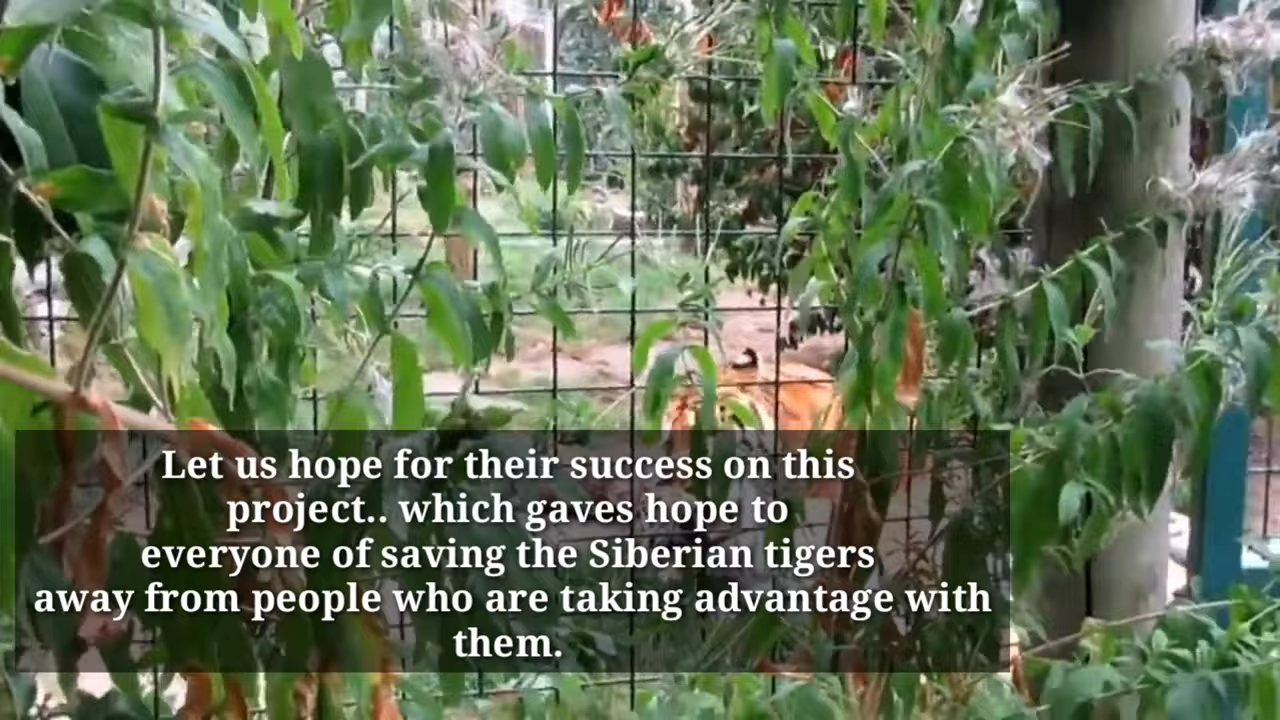 Let us hope for their success on this
project.. which gaves hope to
everyone of saving the Siberian tigers
away from people who are taking advantage with
them.